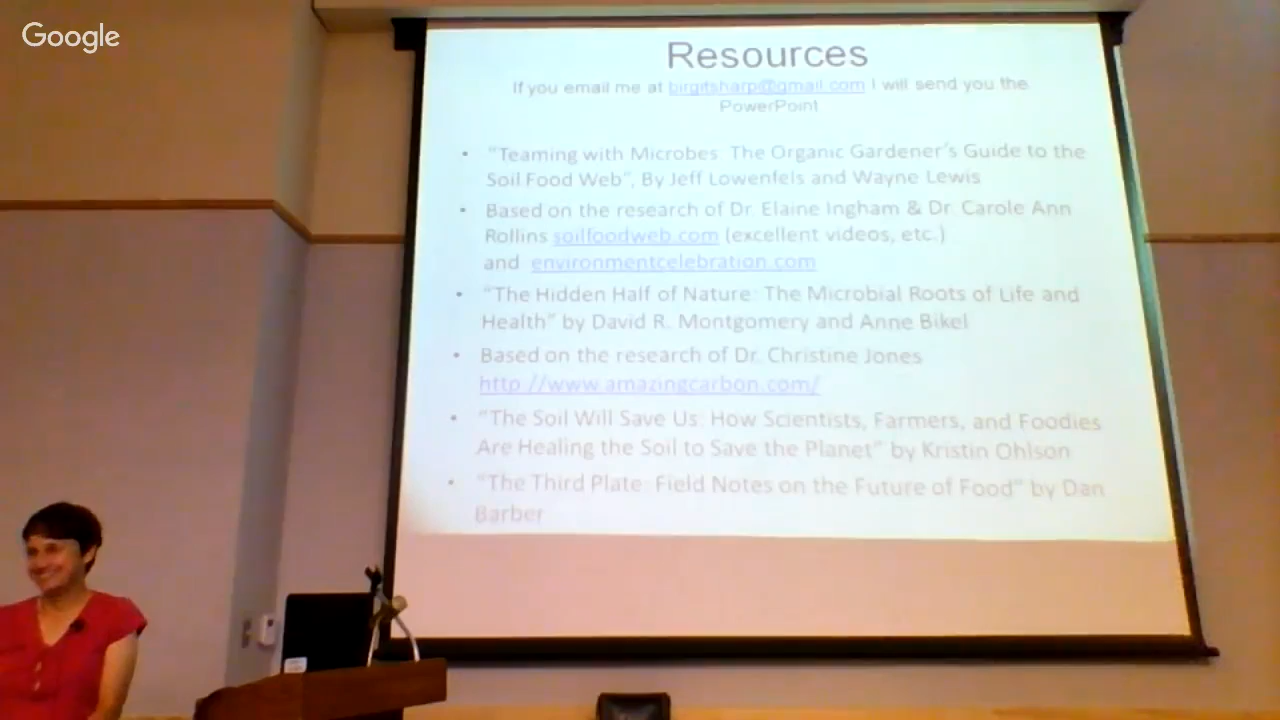 Google
Resources
If you email me at birgitsharp@gmail.com I will send you the
PowerPoint
• "Teaming with Microbes: The Organic Gardener's Guide to the
Soil Food Web", By Jeff Lowenfels and Wayne Lewis
• Based on the research of Dr. Elaine Ingham & Dr. Carole Ann
Rollins soilfoodweb.com (excellent videos, etc.)
and environmentcelebration.com
• "The Hidden Half of Nature: The Microbial Roots of Life and
Health" by David R. Montgomery and Anne Bikel
• Based on the research of Dr. Christine Jones
http://www.amazingcarbon.com/
• "The Soil Will Save Us: How Scientists, Farmers, and Foodies
Are Healing the Soil to Save the Planet" by Kristin Ohlson
• "The Third Plate: Field Notes on the Future of Food" by Dan
Barber